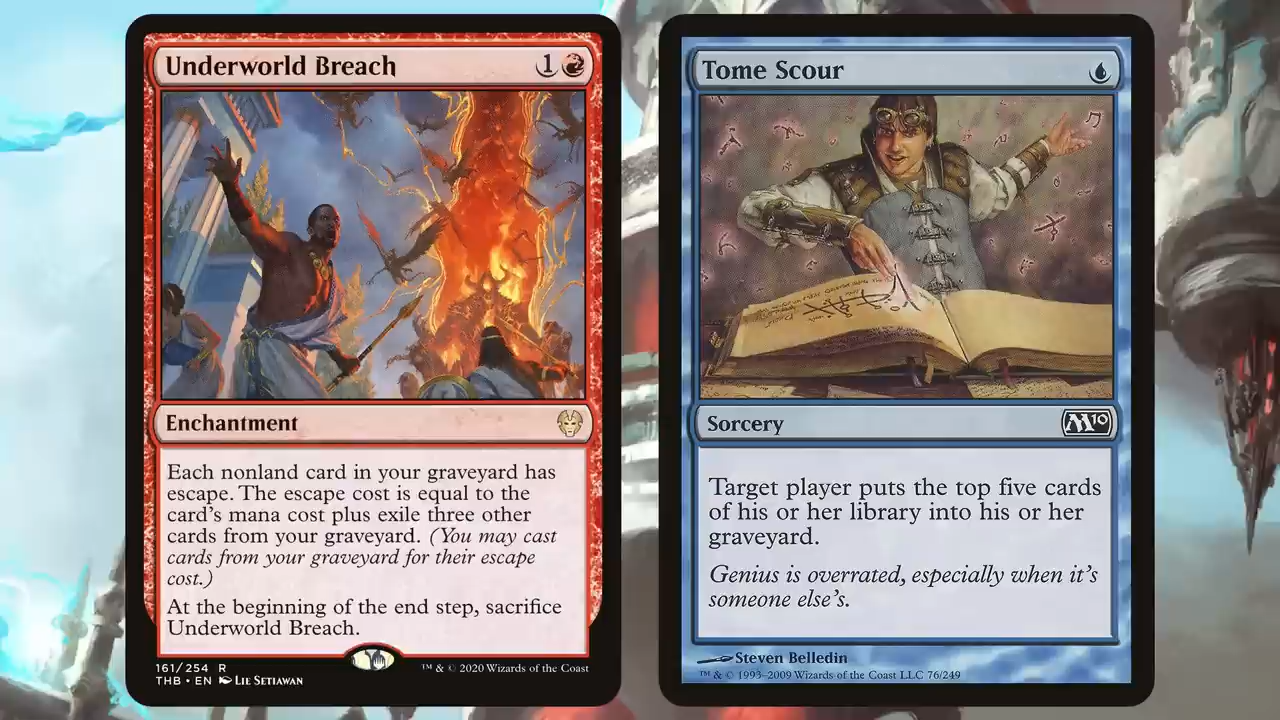 Underworld Breach 1
Enchantment
Each nonland card in your graveyard has
escape. The escape cost is equal to the
card's mana cost plus exile three other
cards from your graveyard. (You may cast
cards from your graveyard for their escape
cost.)
At the beginning of the end step, sacrifice
Underworld Breach.
161/254 R
THB • EN Lie Setiawan
™ & © 2020 Wizards of the Coast
Tome Scour
Sorcery
M10
Target player puts the top five cards
of his or her library into his or her
graveyard.
Genius is overrated, especially when it's
someone else's.
Steven Belledin
™ & © 1993–2009 Wizards of the Coast LLC 76/249